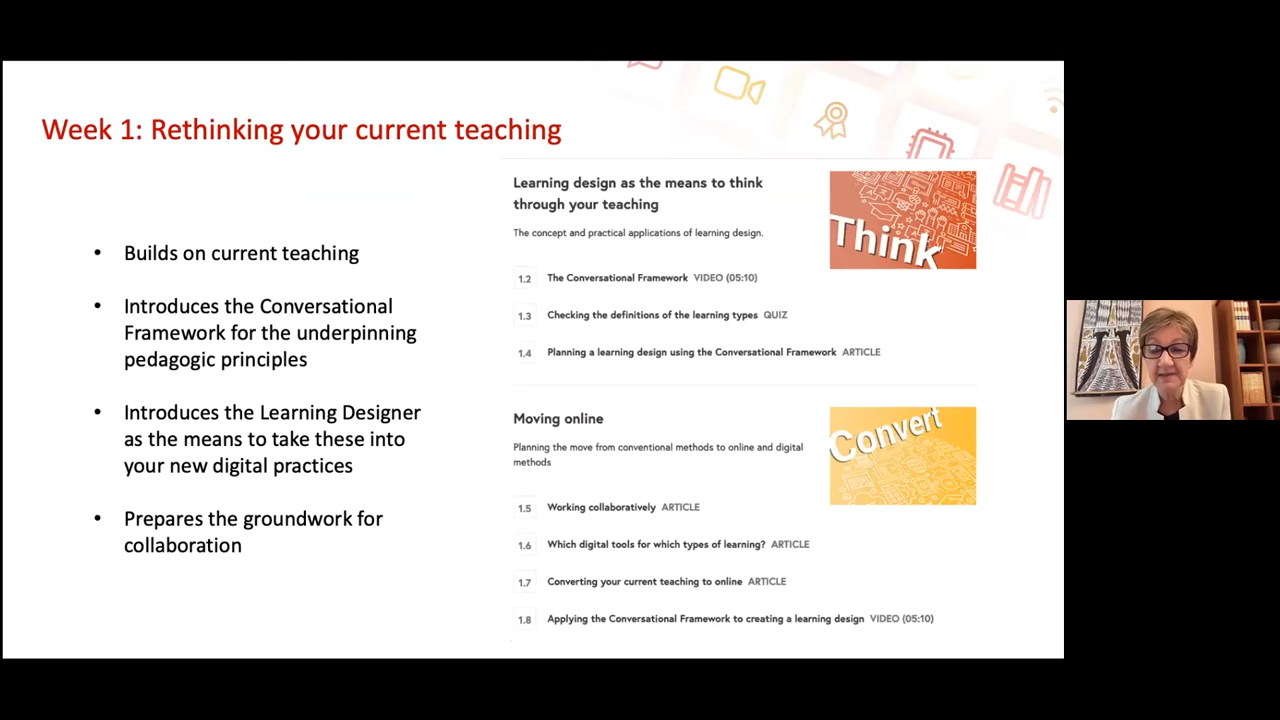 Week 1: Rethinking your current teaching
• Builds on current teaching
• Introduces the Conversational
Framework for the underpinning
pedagogic principles
• Introduces the Learning Designer
as the means to take these into
your new digital practices
• Prepares the groundwork for
collaboration
Learning design as the means to think
through your teaching
The concept and practical applications of learning design.
Think
1.2 The Conversational Framework VIDEO (05:10)
1.3 Checking the definitions of the learning types QUIZ
1.4 Planning a learning design using the Conversational Framework ARTICLE
Moving online
Planning the move from conventional methods to online and digital
methods
Convert
1.5 Working collaboratively ARTICLE
1.6 Which digital tools for which types of learning? ARTICLE
1.7 Converting your current teaching to online ARTICLE
1.8 Applying the Conversational Framework to creating a learning design VIDEO (05:10)